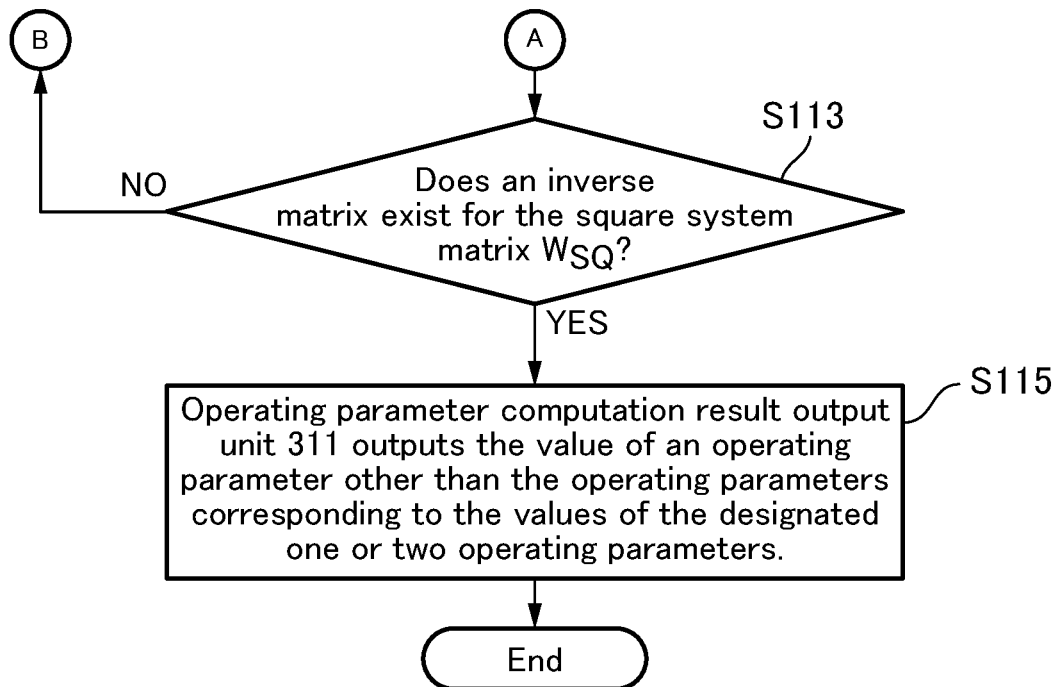 B
A
S113
NO
Does an inverse
matrix exist for the square system
matrix WSQ?
YES
S115
Operating parameter computation result output
unit 311 outputs the value of an operating
parameter other than the operating parameters
corresponding to the values of the designated
one or two operating parameters.
End